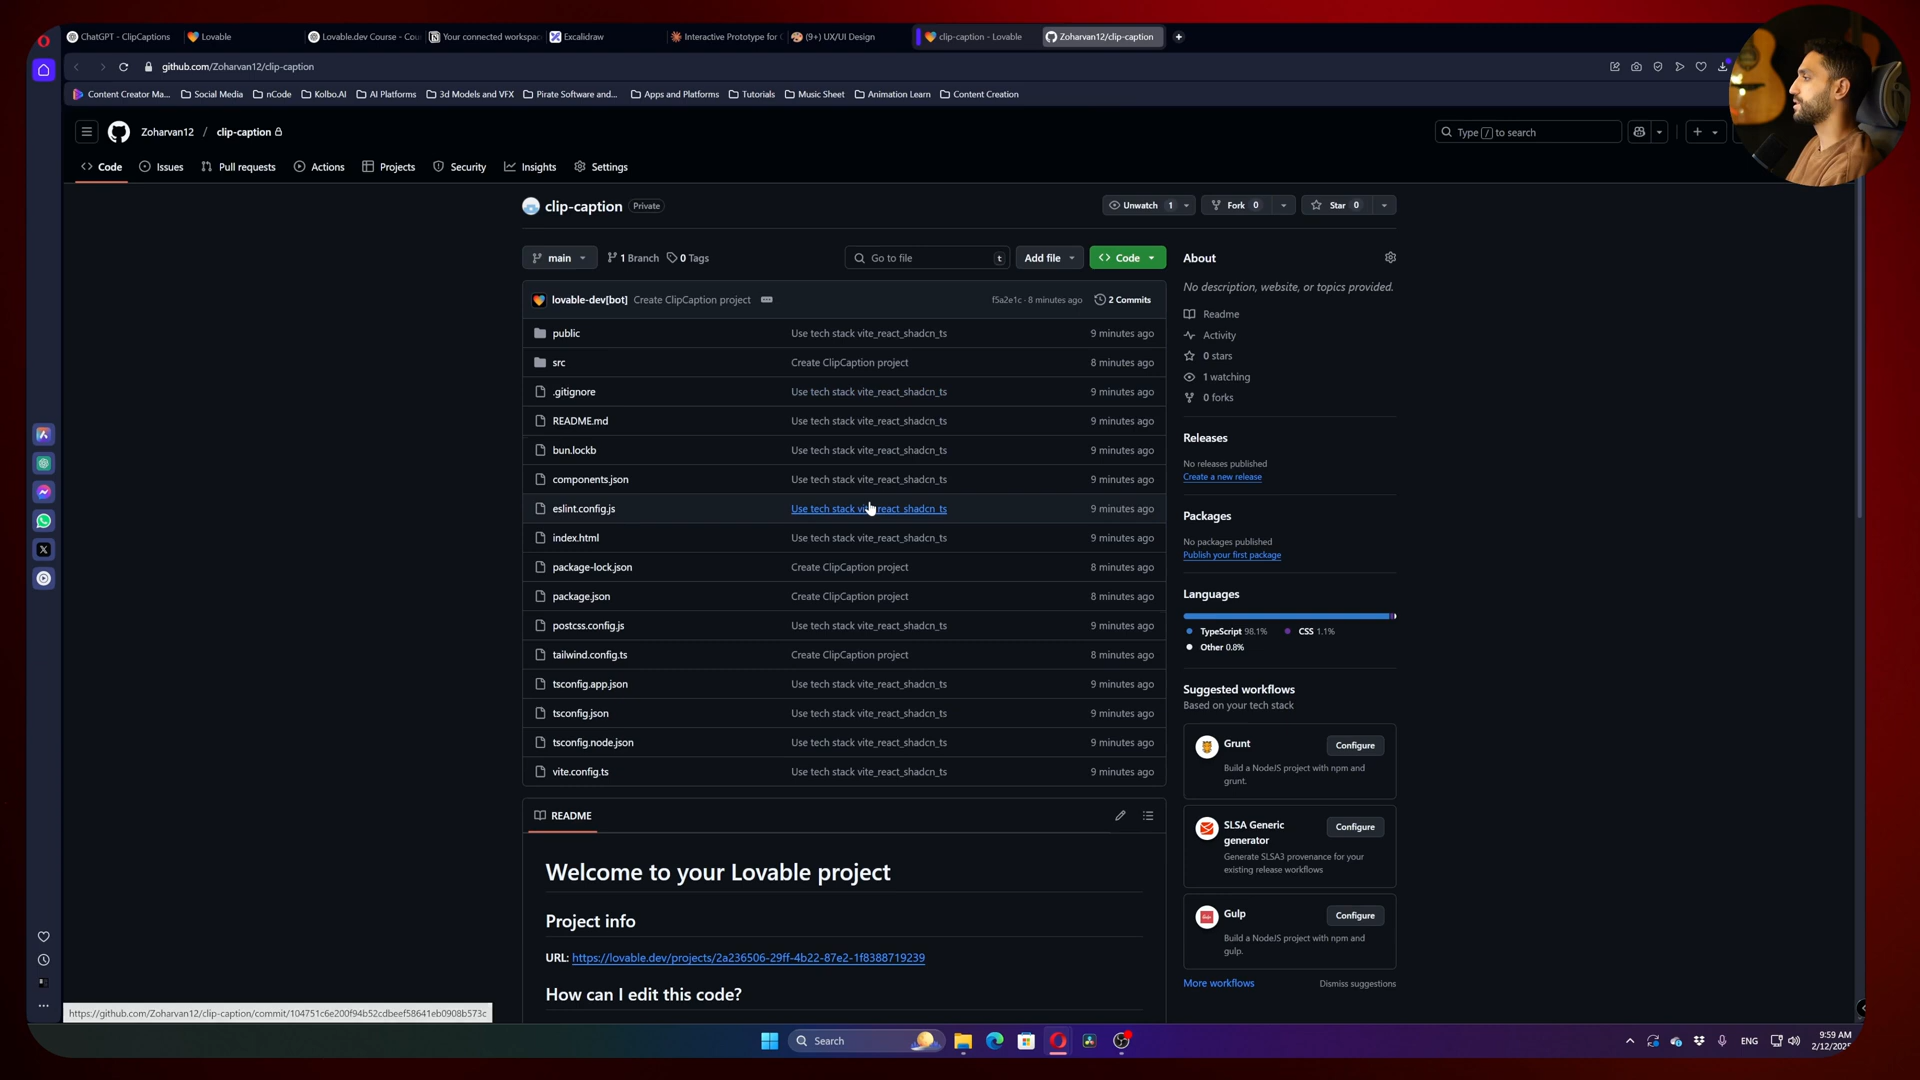 ChatGPT - ClipCaptions
Lovable
Lovable.dev Course - Cou
Your connected workspac
Excalidraw
Interactive Prototype for
(9+) UX/UI Design
clip-caption - Lovable
Zoharvan12/clip-caption
github.com/Zoharvan12/clip-caption
Content Creator Ma...
Social Media
nCode
Kolbo.AI
AI Platforms
3d Models and VFX
Pirate Software and...
Apps and Platforms
Tutorials
Music Sheet
Animation Learn
Content Creation
Zoharvan12 / clip-caption
Type / to search
Code
Issues
Pull requests
Actions
Projects
Security
Insights
Settings
clip-caption Private
Unwatch 1
Fork 0
Star 0
main
1 Branch
0 Tags
Go to file t
Add file
Code
lovable-dev[bot] Create ClipCaption project f5a2e1c · 8 minutes ago 2 Commits
public Use tech stack vite_react_shadcn_ts 9 minutes ago
src Create ClipCaption project 8 minutes ago
.gitignore Use tech stack vite_react_shadcn_ts 9 minutes ago
README.md Use tech stack vite_react_shadcn_ts 9 minutes ago
bun.lockb Use tech stack vite_react_shadcn_ts 9 minutes ago
components.json Use tech stack vite_react_shadcn_ts 9 minutes ago
eslint.config.js Use tech stack vite_react_shadcn_ts 9 minutes ago
index.html Use tech stack vite_react_shadcn_ts 9 minutes ago
package-lock.json Create ClipCaption project 8 minutes ago
package.json Create ClipCaption project 8 minutes ago
postcss.config.js Use tech stack vite_react_shadcn_ts 9 minutes ago
tailwind.config.ts Create ClipCaption project 8 minutes ago
tsconfig.app.json Use tech stack vite_react_shadcn_ts 9 minutes ago
tsconfig.json Use tech stack vite_react_shadcn_ts 9 minutes ago
tsconfig.node.json Use tech stack vite_react_shadcn_ts 9 minutes ago
vite.config.ts Use tech stack vite_react_shadcn_ts 9 minutes ago
README
Welcome to your Lovable project
Project info
URL: https://lovable.dev/projects/2a236506-29ff-4b22-87e2-1f8388719239
How can I edit this code?
About
No description, website, or topics provided.
Readme
Activity
0 stars
1 watching
0 forks
Releases
No releases published
Create a new release
Packages
No packages published
Publish your first package
Languages
TypeScript 98.1% CSS 1.1%
Other 0.8%
Suggested workflows
Based on your tech stack
Grunt Configure
Build a NodeJS project with npm and
grunt.
SLSA Generic
generator Configure
Generate SLSA3 provenance for your
existing release workflows
Gulp Configure
Build a NodeJS project with npm and
gulp.
More workflows
Dismiss suggestions
https://github.com/Zoharvan12/clip-caption/commit/104751c6e200f94b52cdbeef58641eb0908b573c
Search
ENG
9:59 AM